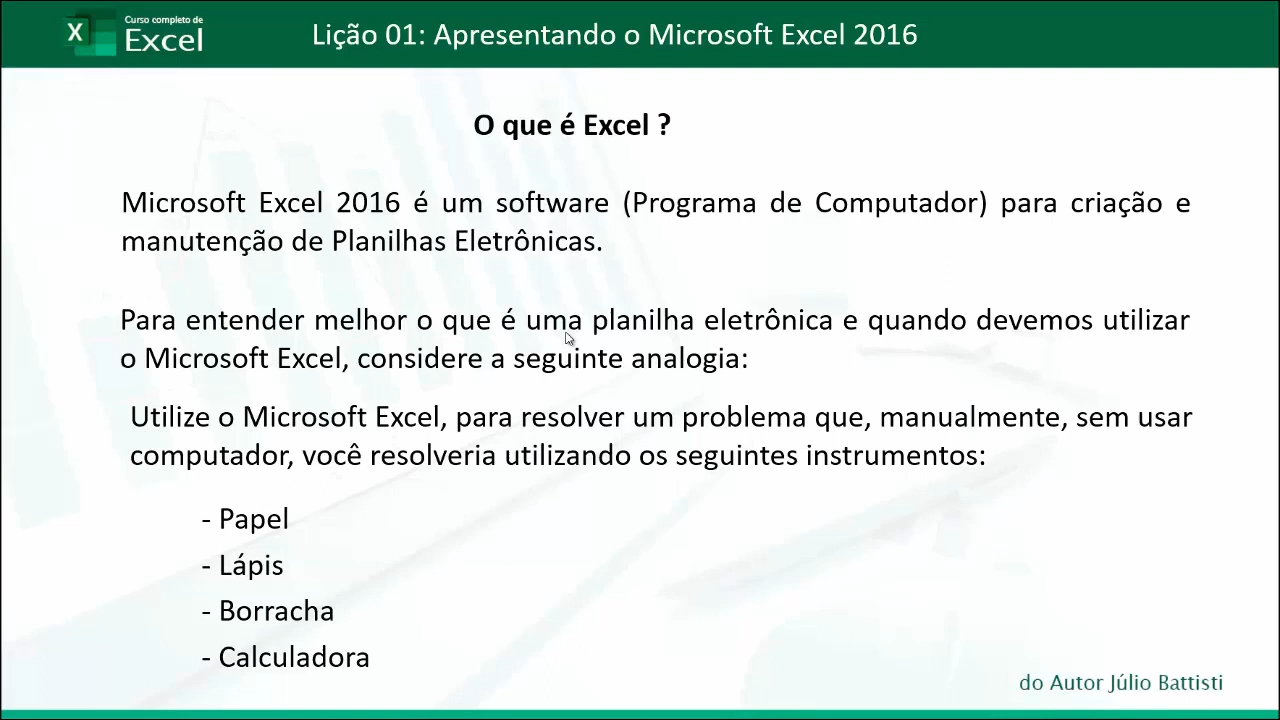 X
Curso completo de
Excel
Lição 01: Apresentando o Microsoft Excel 2016
O que é Excel ?
Microsoft Excel 2016 é um software (Programa de Computador) para criação e
manutenção de Planilhas Eletrônicas.
Para entender melhor o que é uma planilha eletrônica e quando devemos utilizar
o Microsoft Excel, considere a seguinte analogia:
Utilize o Microsoft Excel, para resolver um problema que, manualmente, sem usar
computador, você resolveria utilizando os seguintes instrumentos:
- Papel
- Lápis
- Borracha
- Calculadora
do Autor Júlio Battisti